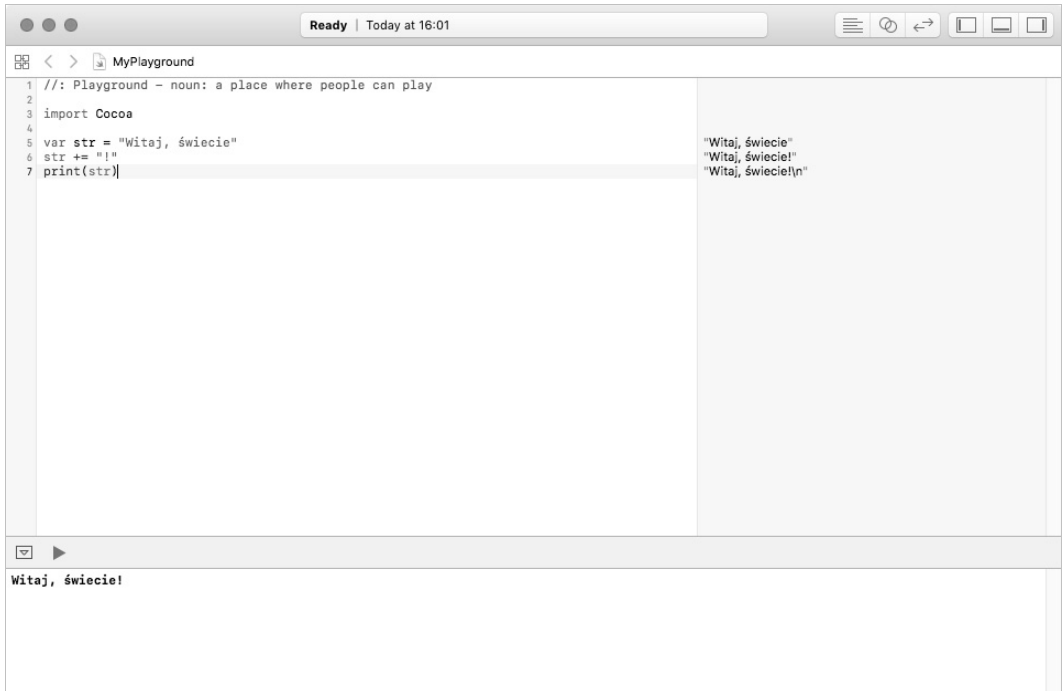 Ready | Today at 16:01
MyPlayground
1 //: Playground – noun: a place where people can play
2
3 import Cocoa
4
5 var str = "Witaj, świecie" "Witaj, świecie"
6 str += "!" "Witaj, świecie!"
7 print(str) "Witaj, świecie!\n"
Witaj, świecie!